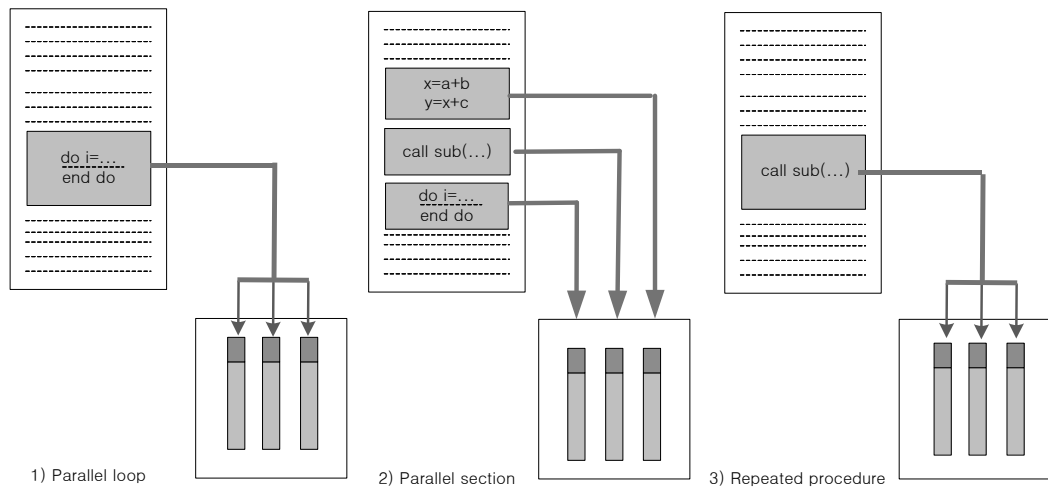 do i=...
end do
1) Parallel loop
x=a+b
y=x+c
call sub(...)
do i=...
end do
2) Parallel section
call sub(...)
3) Repeated procedure